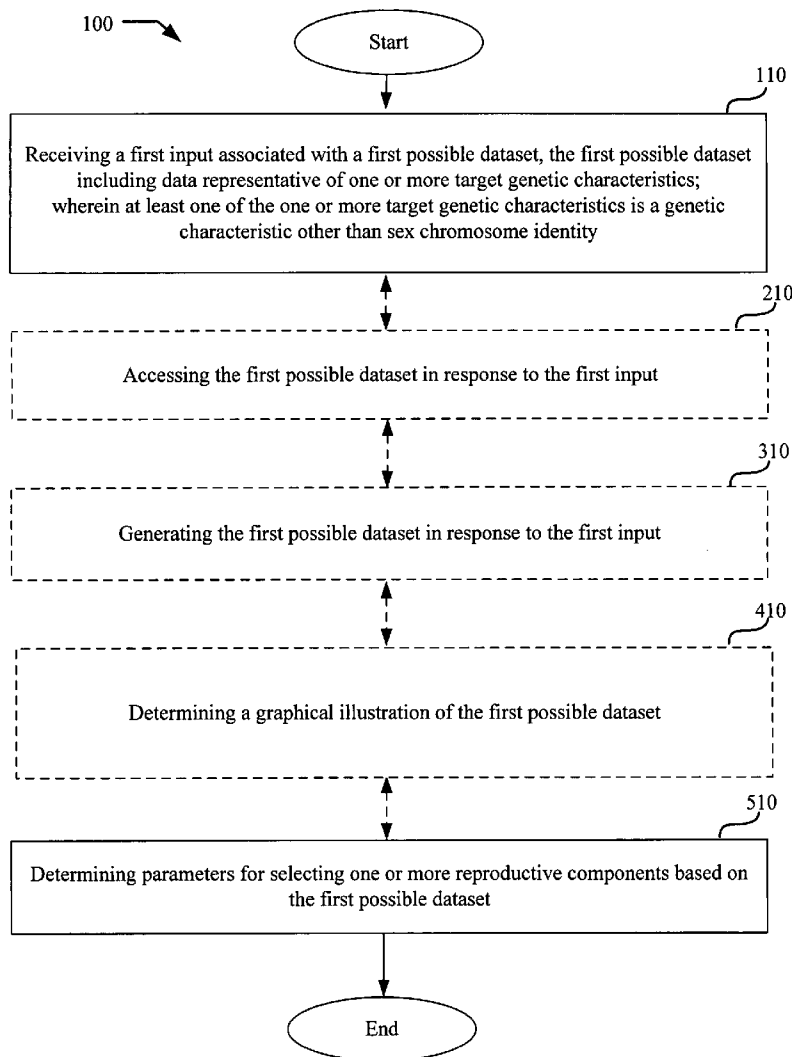 100
Start
110
Receiving a first input associated with a first possible dataset, the first possible dataset
including data representative of one or more target genetic characteristics;
wherein at least one of the one or more target genetic characteristics is a genetic
characteristic other than sex chromosome identity
210
Accessing the first possible dataset in response to the first input
310
Generating the first possible dataset in response to the first input
410
Determining a graphical illustration of the first possible dataset
510
Determining parameters for selecting one or more reproductive components based on
the first possible dataset
End